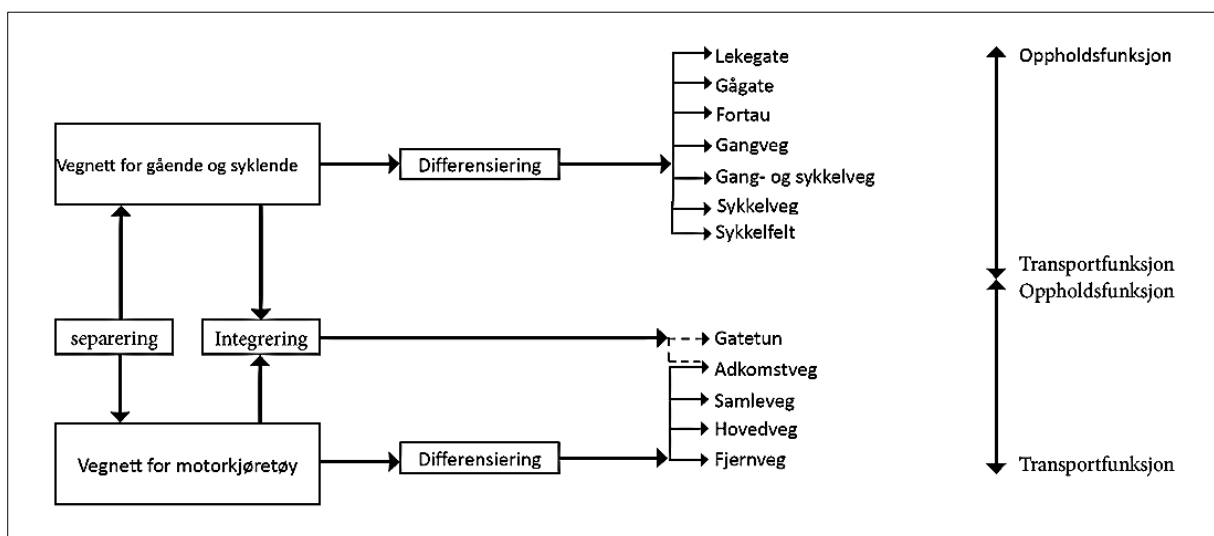 Lekegate
Oppholdsfunksjon
Gågate
Fortau
Gangveg
Vegnett for gående og syklende
Differensiering
Gang- og sykkelveg
Sykkelveg
Sykkelfelt
Transportfunksjon
Oppholdsfunksjon
separering
Integrering
Gatetun
Adkomstveg
Samleveg
Hovedveg
Vegnett for motorkjøretøy
Differensiering
Fjernveg
Transportfunksjon